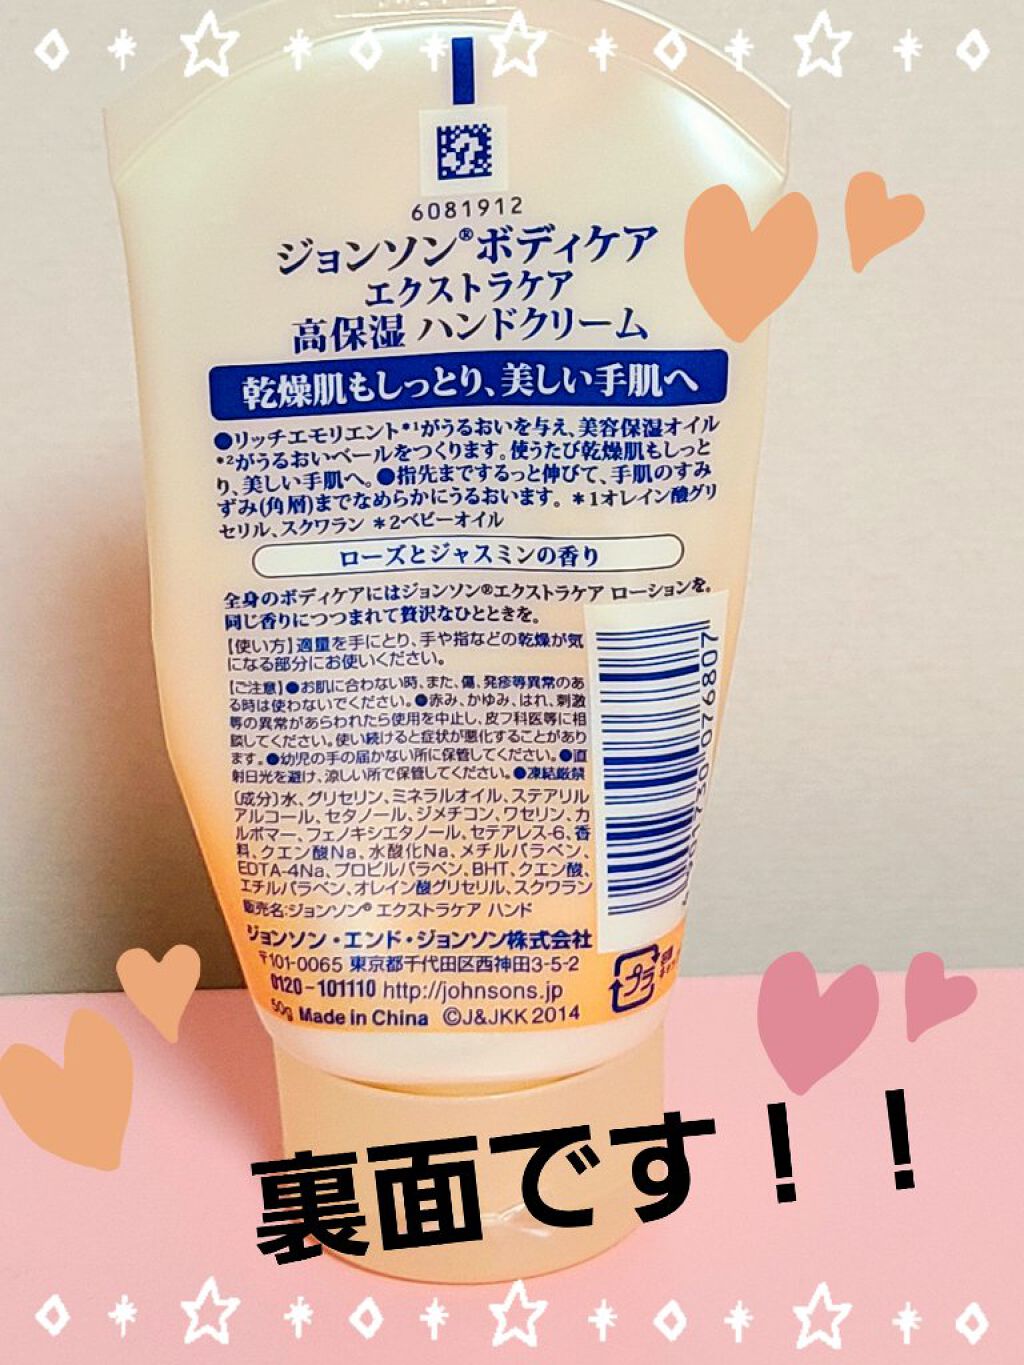 6081912
ジョンソン®ボディケア
エクストラケア
高保湿 ハンドクリーム
乾燥肌もしっとり、美しい手肌へ
●リッチエモリエント*¹がうるおいを与え、美容保湿オイル
*²がうるおいベールをつくります。使うたび乾燥肌もしっと
り、美しい手肌へ。●指先までするっと伸びて、手肌のすみ
ずみ(角層)までなめらかにうるおいます。 *1オレイン酸グリ
セリル、スクワラン *2ベビーオイル
ローズとジャスミンの香り
全身のボディケアにはジョンソン®エクストラケア ローションを。
同じ香りにつつまれて贅沢なひとときを。
【使い方】適量を手にとり、手や指などの乾燥が気
になる部分にお使いください。
【ご注意】●お肌に合わない時、また、傷、発疹等異常のあ
る時は使わないでください。●赤み、かゆみ、はれ、刺激
等の異常があらわれたら使用を中止し、皮フ科医等に相
談してください。使い続けると症状が悪化することがあり
ます。●幼児の手の届かない所に保管してください。●直
射日光を避け、涼しい所で保管してください。●凍結厳禁
〔成分〕水、グリセリン、ミネラルオイル、ステアリル
アルコール、セタノール、ジメチコン、ワセリン、カ
ルボマー、フェノキシエタノール、セテアレス-6、香
料、クエン酸Na、水酸化Na、メチルパラベン、
EDTA-4Na、プロピルパラベン、BHT、クエン酸、
エチルパラベン、オレイン酸グリセリル、スクワラン
販売名:ジョンソン® エクストラケア ハンド
ジョンソン・エンド・ジョンソン株式会社
〒101-0065 東京都千代田区西神田3-5-2
0120-101110 http://johnsons.jp
50g Made in China ©J&JKK 2014
プラ
裏面です！！